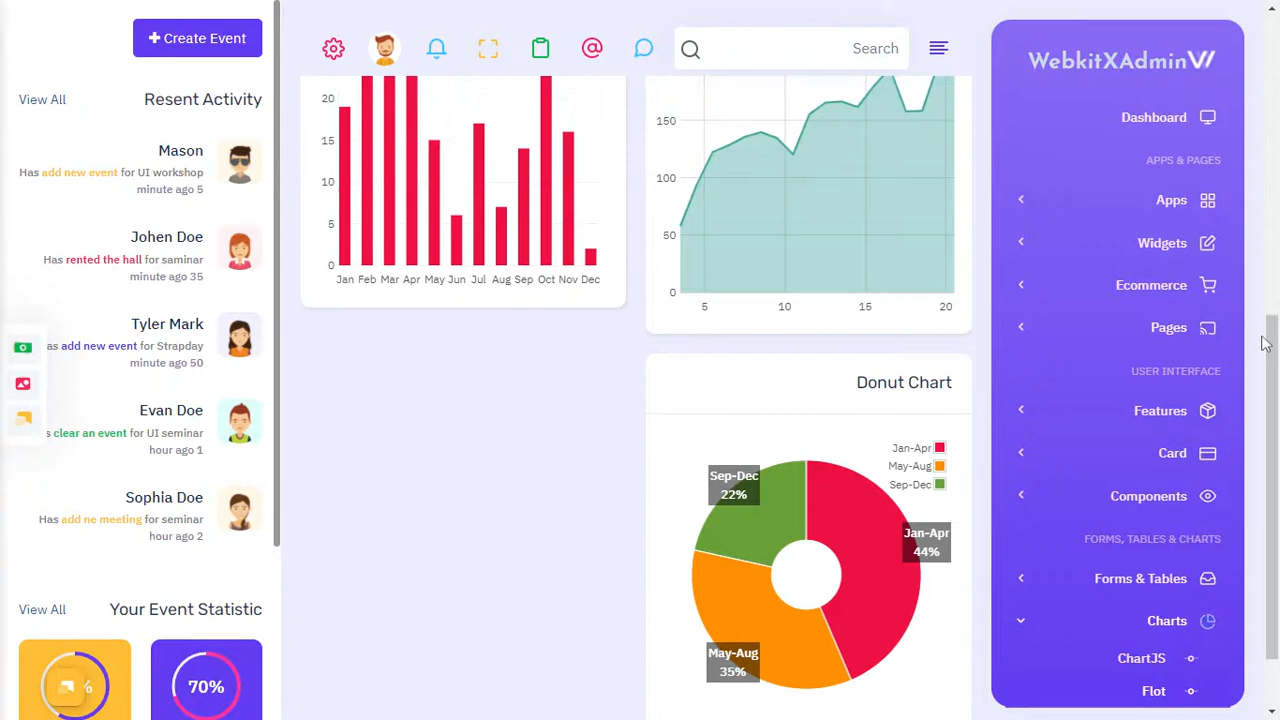 Create Event
View All
Resent Activity
Mason
Has add new event for UI workshop
minute ago 5
Johen Doe
Has rented the hall for saminar
minute ago 35
Tyler Mark
as add new event for Strapday
minute ago 50
Evan Doe
s clear an event for UI seminar
hour ago 1
Sophia Doe
Has add ne meeting for seminar
hour ago 2
View All
Your Event Statistic
%
70%
Search
20
15
10
5
0
Jan Feb Mar Apr May Jun Jul Aug Sep Oct Nov Dec
150
100
50
0
5 10 15 20
Donut Chart
Jan-Apr
May-Aug
Sep-Dec
Sep-Dec
22%
Jan-Apr
44%
May-Aug
35%
WebkitXAdmin
Dashboard
APPS & PAGES
Apps
Widgets
Ecommerce
Pages
USER INTERFACE
Features
Card
Components
FORMS, TABLES & CHARTS
Forms & Tables
Charts
ChartJS
Flot